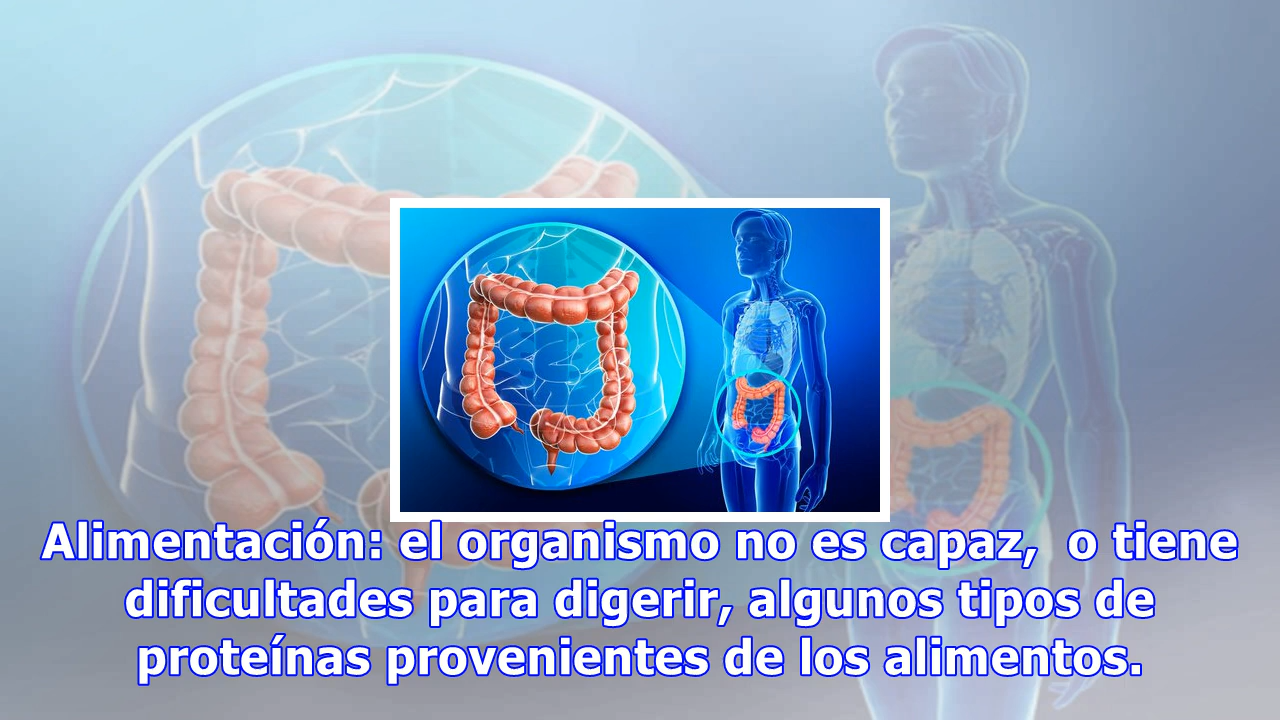 Alimentación: el organismo no es capaz,  o tiene
dificultades para digerir, algunos tipos de
proteínas provenientes de los alimentos.